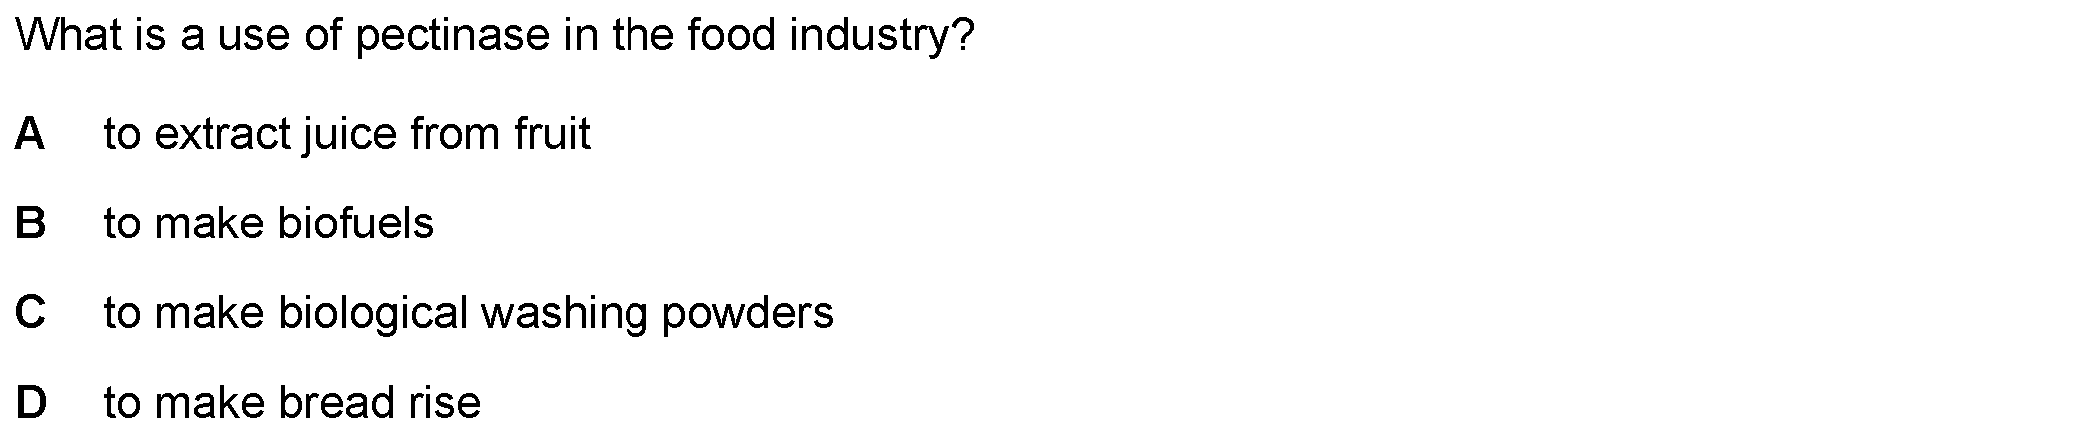 What is a use of pectinase in the food industry?
A to extract juice from fruit
B to make biofuels
C to make biological washing powders
D to make bread rise